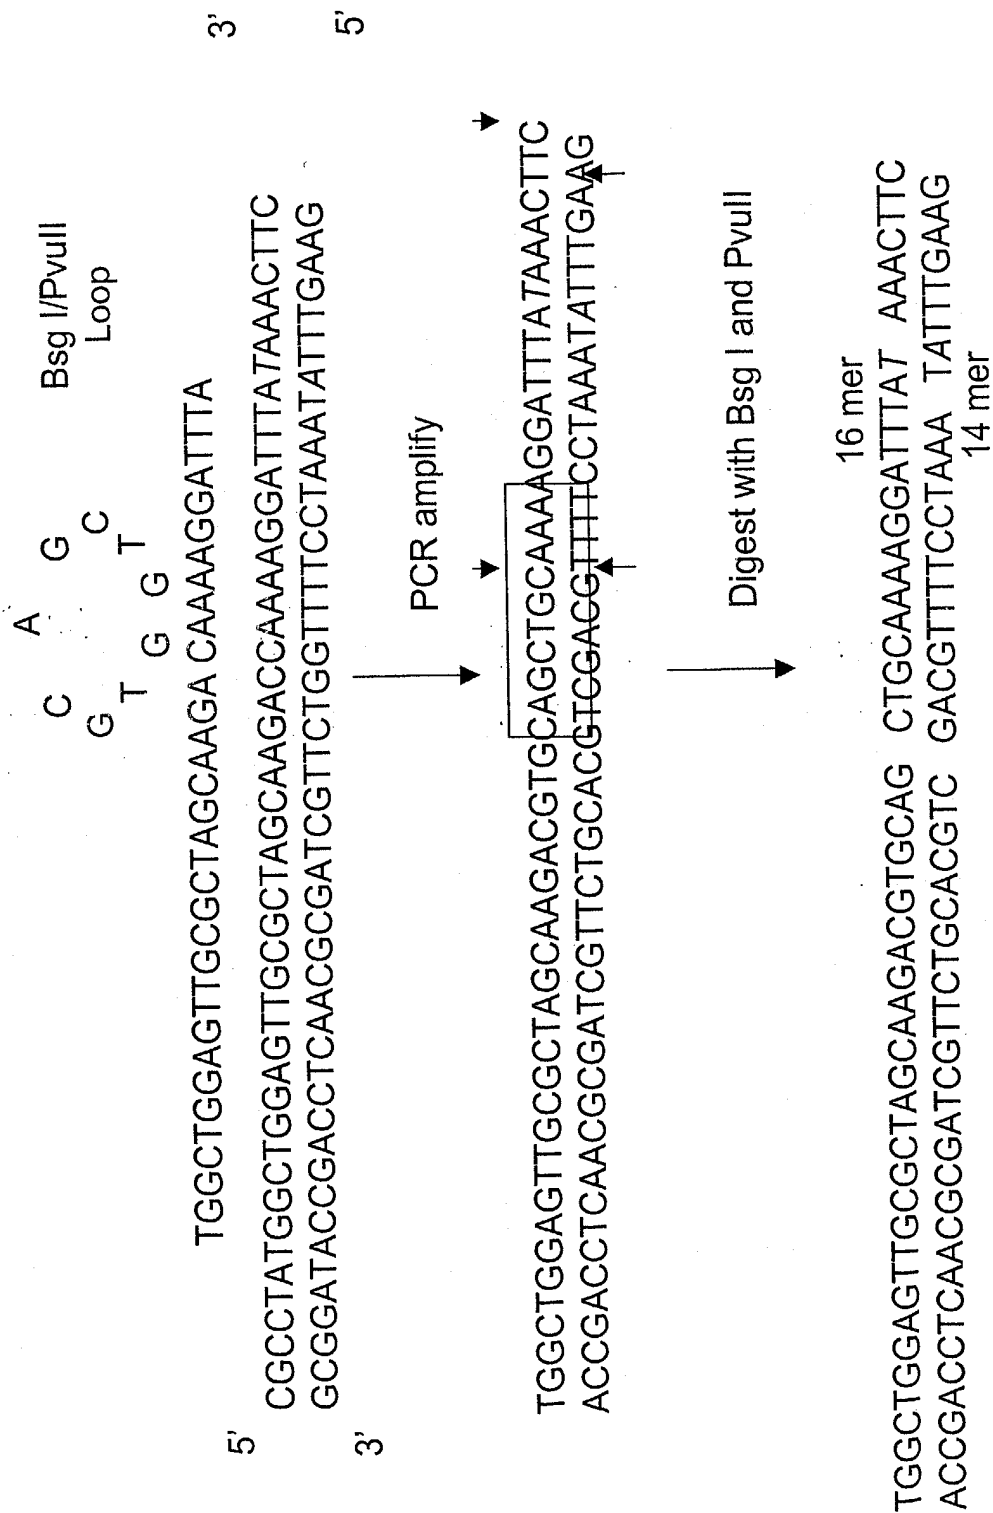 A
C G
G C
T T
G G
Bsg I/PvuII
Loop
TGGCTGGAGTTGCGCTAGCAAGA CAAAAGGATTTA
5' CGCCTATGGCTGGAGTTGCGCTAGCAAGACCAAAAGGATTTATAAACTTC 3'
3' GCGGATACCGACCTCAACGCGATCGTTCTGGTTTTCCTAAATATTTGAAG 5'
PCR amplify
TGGCTGGAGTTGCGCTAGCAAGACGTGCAGCTGCAAAAGGATTTATAAACTTC
ACCGACCTCAACGCGATCGTTCTGCACGTCGACGTTTTCCTAAATATTTGAAG
Digest with Bsg I and PvuII
16 mer
TGGCTGGAGTTGCGCTAGCAAGACGTGCAG CTGCAAAAGGATTTAT AAACTTC
ACCGACCTCAACGCGATCGTTCTGCACGTC GACGTTTTCCTAAA TATTTGAAG
14 mer